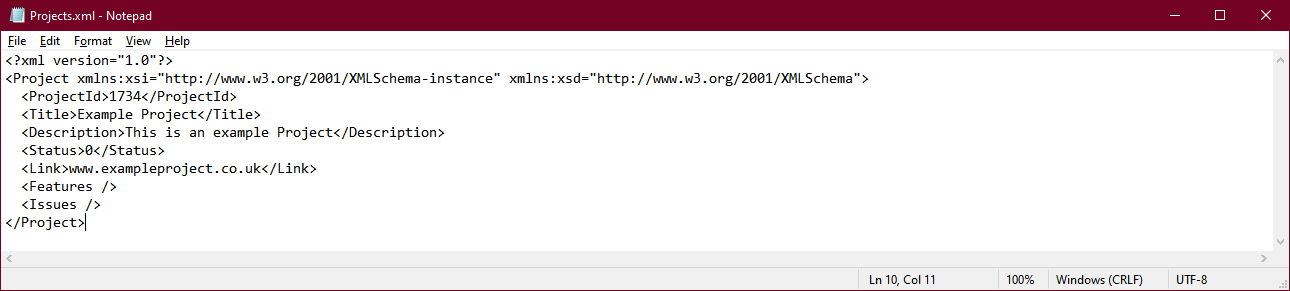 Projects.xml - Notepad
File Edit Format View Help
<?xml version="1.0"?>
<Project xmlns:xsi="http://www.w3.org/2001/XMLSchema-instance" xmlns:xsd="http://www.w3.org/2001/XMLSchema">
  <ProjectId>1734</ProjectId>
  <Title>Example Project</Title>
  <Description>This is an example Project</Description>
  <Status>0</Status>
  <Link>www.exampleproject.co.uk</Link>
  <Features />
  <Issues />
</Project>
Ln 10, Col 11 100% Windows (CRLF) UTF-8